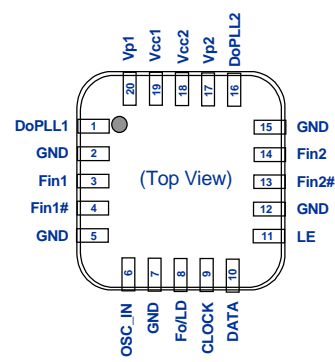 Vp1
Vcc1
Vcc2
Vp2
DoPLL2
20
19
18
17
16
DoPLL1 1
GND 2
Fin1 3
Fin1# 4
GND 5
(Top View)
15 GND
14 Fin2
13 Fin2#
12 GND
11 LE
6
7
8
9
10
OSC_IN
GND
Fo/LD
CLOCK
DATA